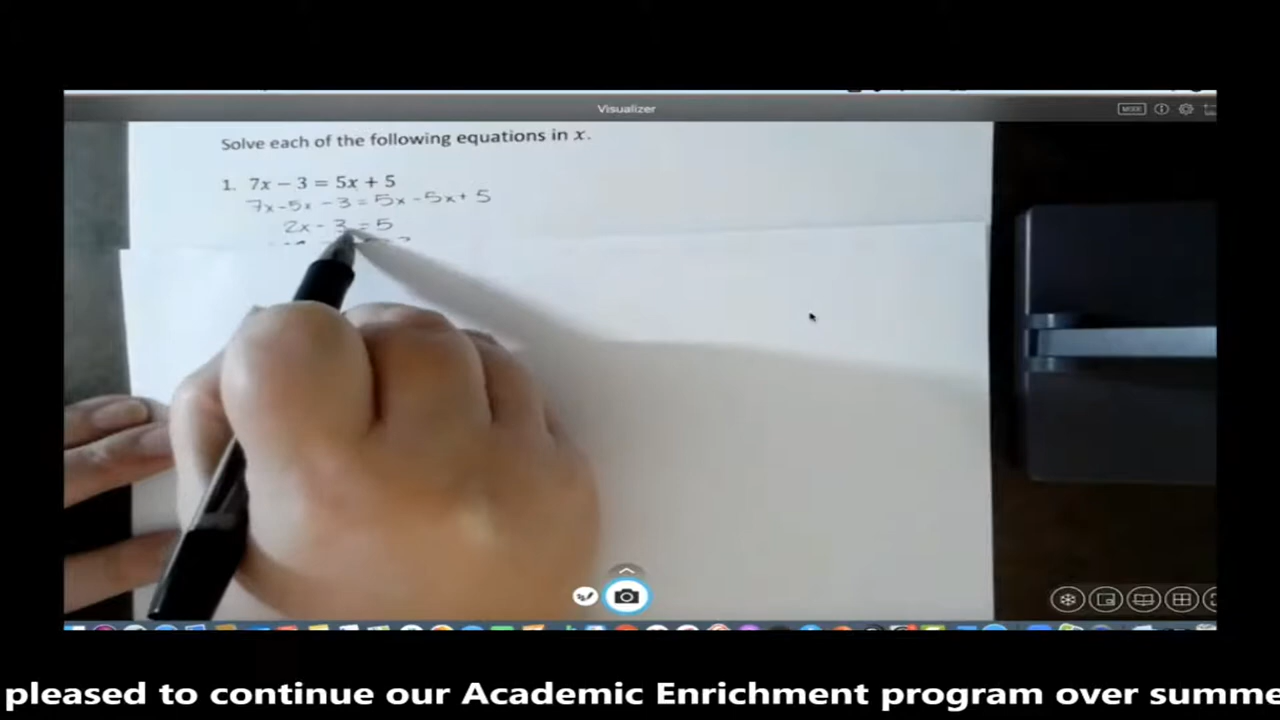 Visualizer
MODE
Solve each of the following equations in x.
1. 7x − 3 = 5x + 5
7x-5x -3 = 5x -5x+ 5
2x - 3 = 5
pleased to continue our Academic Enrichment program over summe